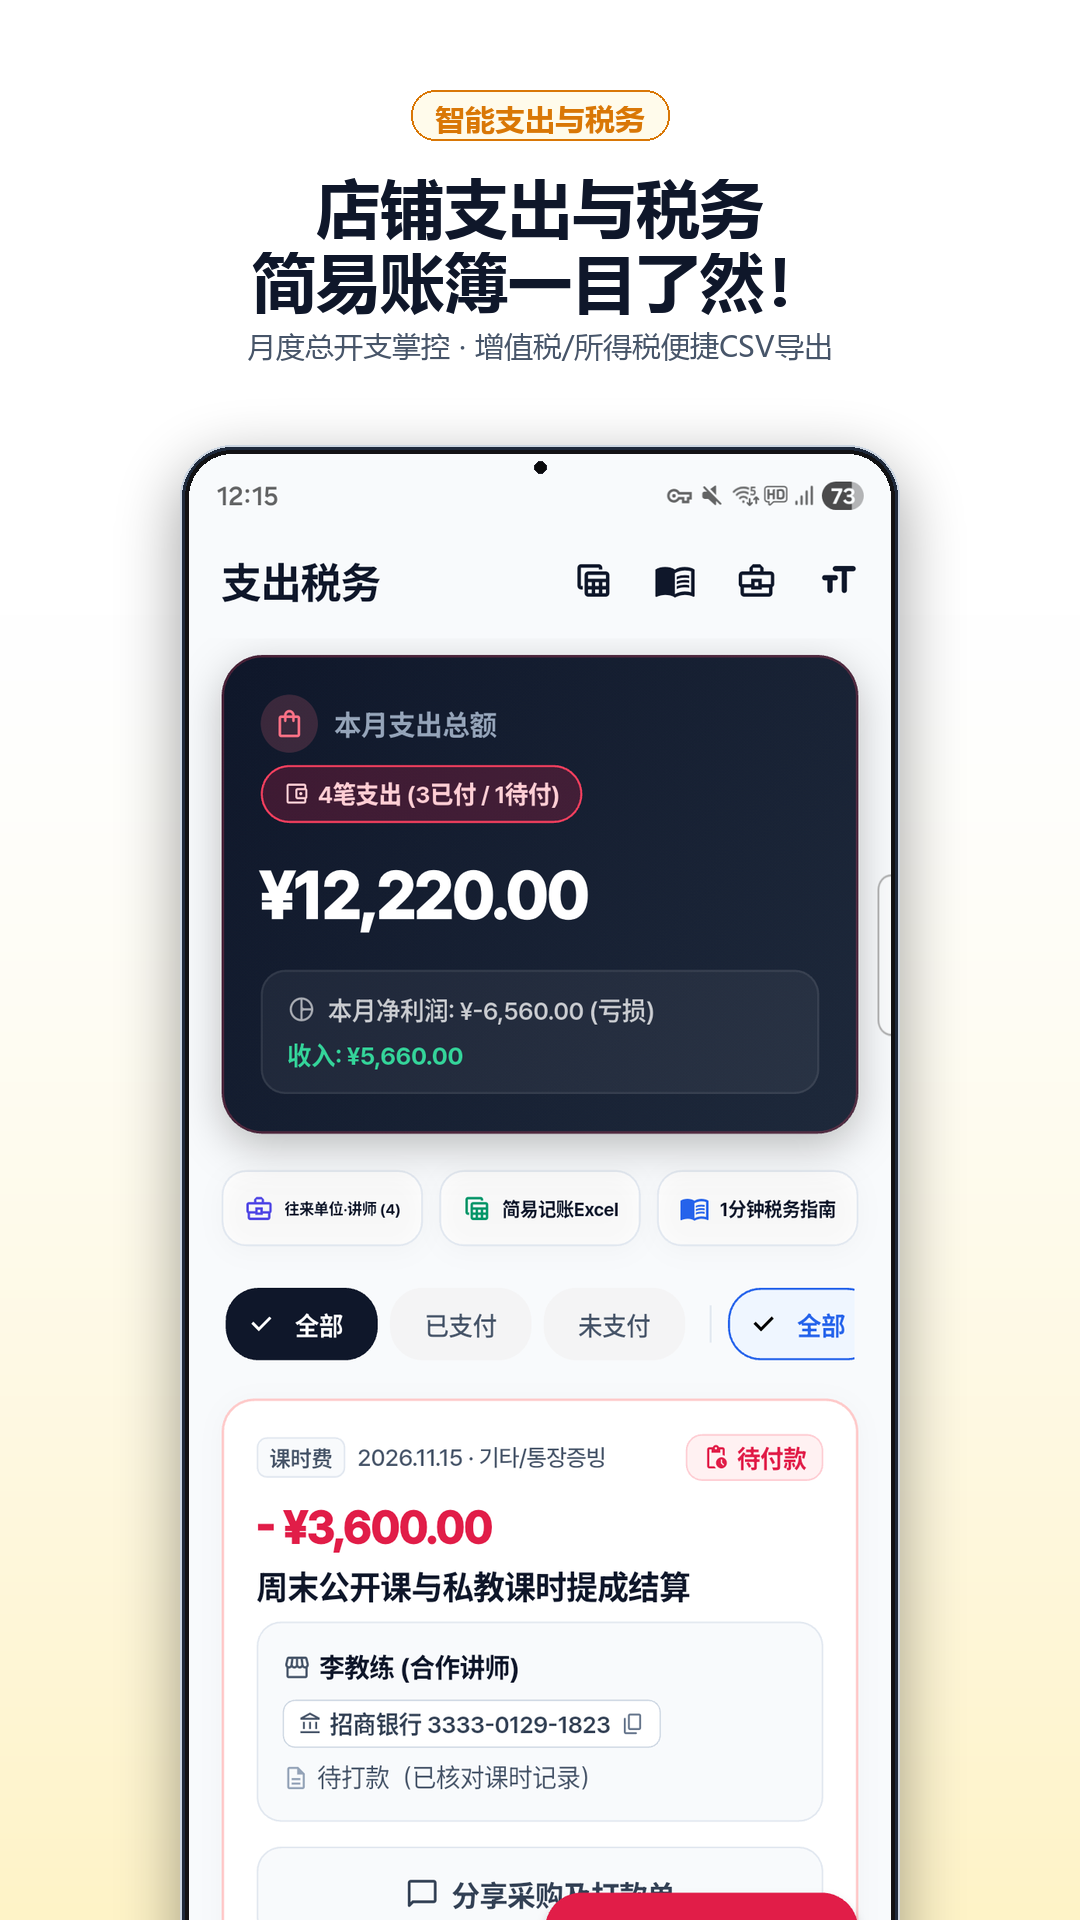 智能支出与税务
店铺支出与税务
简易账簿一目了然！
月度总开支掌控 · 增值税/所得税便捷CSV导出
12:15
5 HD 73
支出税务
本月支出总额
4笔支出 (3已付 / 1待付)
¥12,220.00
本月净利润: ¥-6,560.00 (亏损)
收入: ¥5,660.00
往来单位·讲师 (4)
简易记账Excel
1分钟税务指南
全部
已支付
未支付
全部
课时费
2026.11.15 · 기타/통장증빙
待付款
- ¥3,600.00
周末公开课与私教课时提成结算
李教练 (合作讲师)
招商银行 3333-0129-1823
待打款（已核对课时记录）
分享采购及打款单